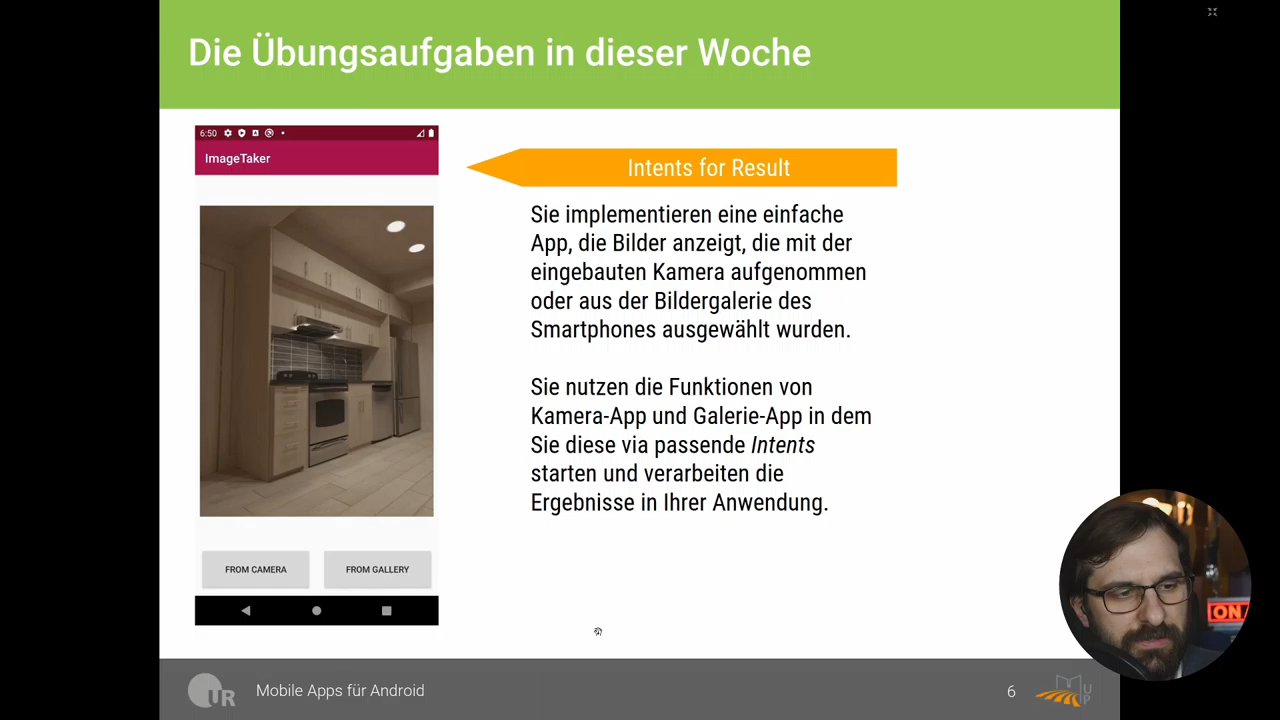 Die Übungsaufgaben in dieser Woche
6:50
ImageTaker
FROM CAMERA
FROM GALLERY
Intents for Result
Sie implementieren eine einfache
App, die Bilder anzeigt, die mit der
eingebauten Kamera aufgenommen
oder aus der Bildergalerie des
Smartphones ausgewählt wurden.
Sie nutzen die Funktionen von
Kamera-App und Galerie-App in dem
Sie diese via passende Intents
starten und verarbeiten die
Ergebnisse in Ihrer Anwendung.
ON
UR
Mobile Apps für Android
6
UP